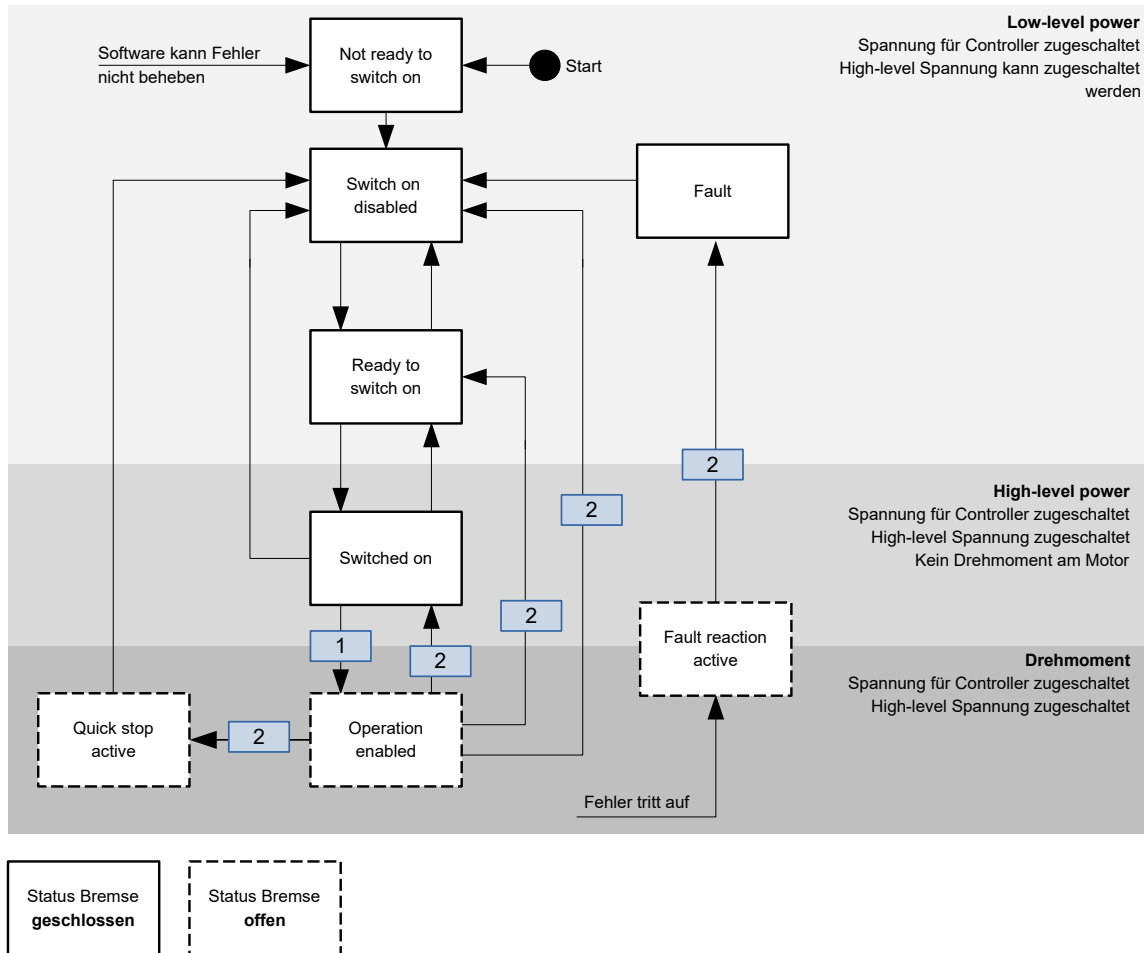 Low-level power
Spannung für Controller zugeschaltet
High-level Spannung kann zugeschaltet
werden
Software kann Fehler
nicht beheben
Not ready to
switch on
Start
Switch on
disabled
Fault
Ready to
switch on
2
High-level power
Spannung für Controller zugeschaltet
High-level Spannung zugeschaltet
Kein Drehmoment am Motor
2
Switched on
2
1
2
Fault reaction
active
Drehmoment
Spannung für Controller zugeschaltet
High-level Spannung zugeschaltet
Quick stop
active
2
Operation
enabled
Fehler tritt auf
Status Bremse
geschlossen
Status Bremse
offen